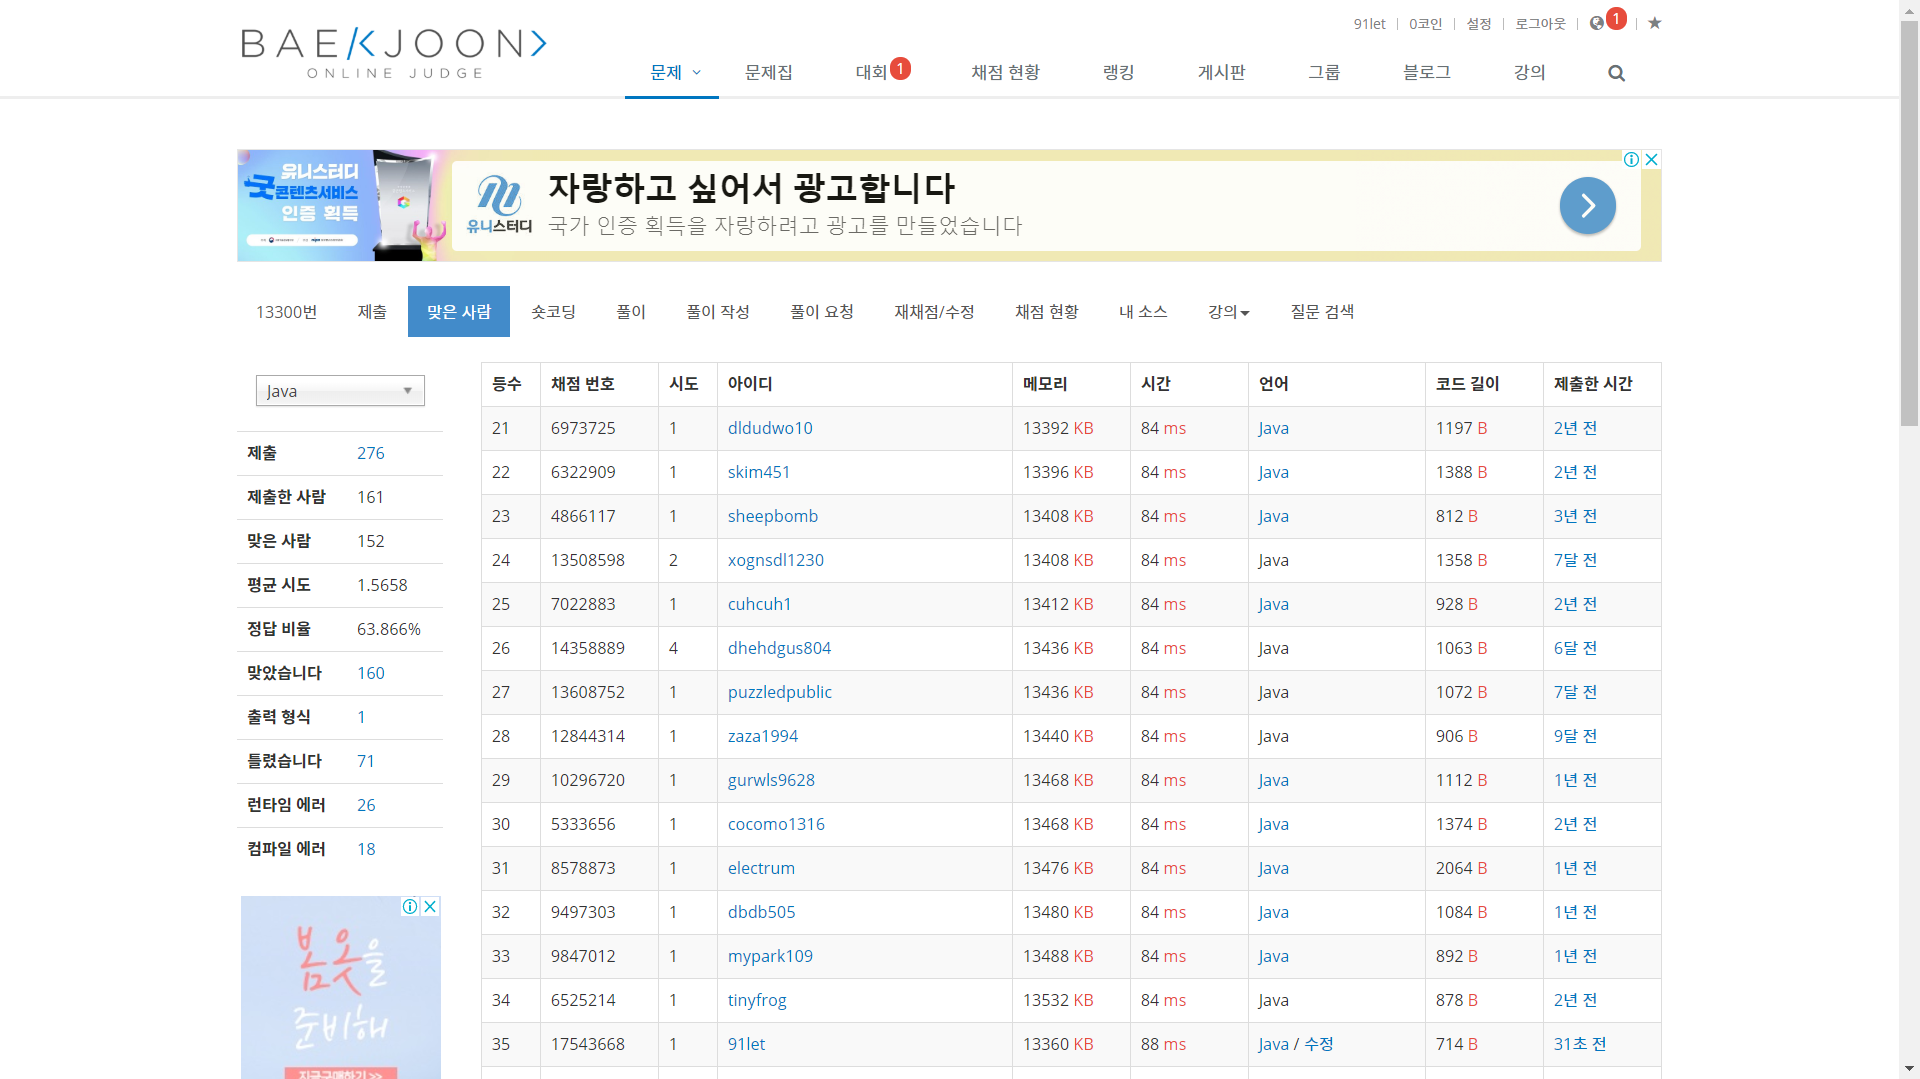 91let 0코인 설정 로그아웃 1
BAEKJOON
ONLINE JUDGE
문제 문제집 대회 1 채점 현황 랭킹 게시판 그룹 블로그 강의
유니스터디
굿
콘텐츠서비스
인증 획득
유니스터디
자랑하고 싶어서 광고합니다
국가 인증 획득을 자랑하려고 광고를 만들었습니다
13300번 제출 맞은 사람 숏코딩 풀이 풀이 작성 풀이 요청 재채점/수정 채점 현황 내 소스 강의 질문 검색
Java
제출 276
제출한 사람 161
맞은 사람 152
평균 시도 1.5658
정답 비율 63.866%
맞았습니다 160
출력 형식 1
틀렸습니다 71
런타임 에러 26
컴파일 에러 18
봄옷을
준비해
지금구매하기 >>
등수 채점 번호 시도 아이디 메모리 시간 언어 코드 길이 제출한 시간
21 6973725 1 dldudwo10 13392 KB 84 ms Java 1197 B 2년 전
22 6322909 1 skim451 13396 KB 84 ms Java 1388 B 2년 전
23 4866117 1 sheepbomb 13408 KB 84 ms Java 812 B 3년 전
24 13508598 2 xognsdl1230 13408 KB 84 ms Java 1358 B 7달 전
25 7022883 1 cuhcuh1 13412 KB 84 ms Java 928 B 2년 전
26 14358889 4 dhehdgus804 13436 KB 84 ms Java 1063 B 6달 전
27 13608752 1 puzzledpublic 13436 KB 84 ms Java 1072 B 7달 전
28 12844314 1 zaza1994 13440 KB 84 ms Java 906 B 9달 전
29 10296720 1 gurwls9628 13468 KB 84 ms Java 1112 B 1년 전
30 5333656 1 cocomo1316 13468 KB 84 ms Java 1374 B 2년 전
31 8578873 1 electrum 13476 KB 84 ms Java 2064 B 1년 전
32 9497303 1 dbdb505 13480 KB 84 ms Java 1084 B 1년 전
33 9847012 1 mypark109 13488 KB 84 ms Java 892 B 1년 전
34 6525214 1 tinyfrog 13532 KB 84 ms Java 878 B 2년 전
35 17543668 1 91let 13360 KB 88 ms Java / 수정 714 B 31초 전